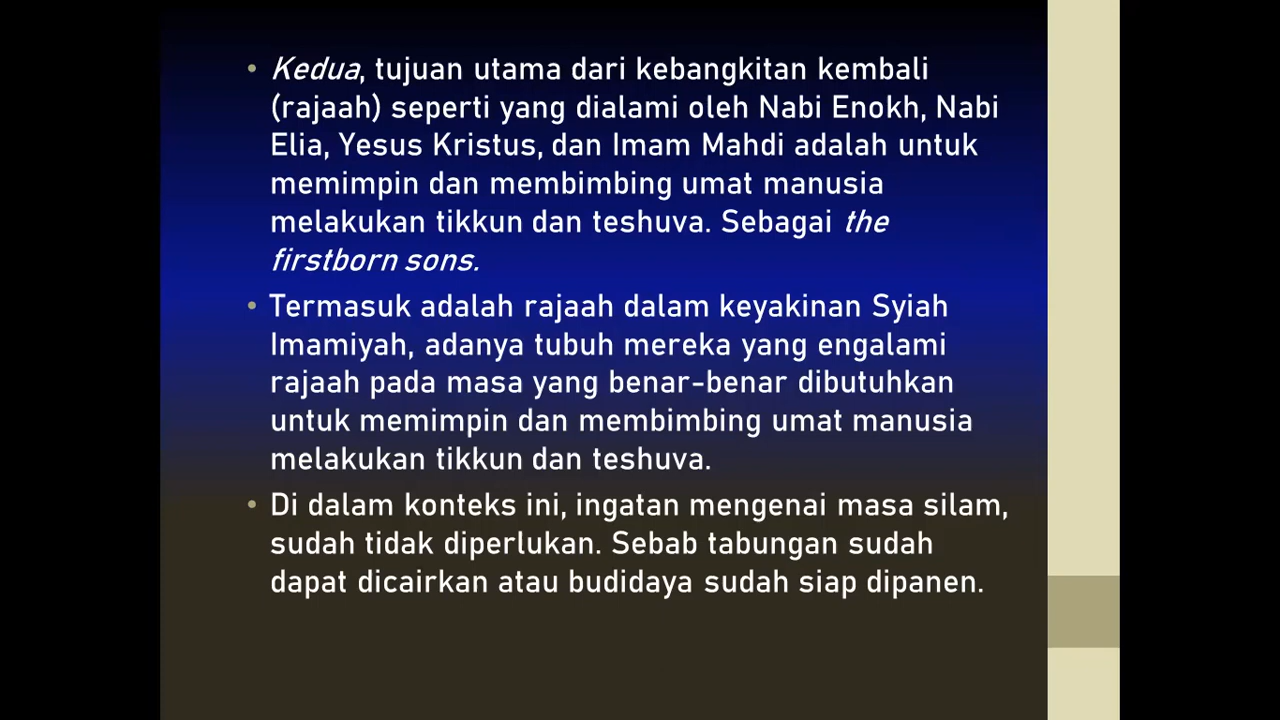 • Kedua, tujuan utama dari kebangkitan kembali
(rajaah) seperti yang dialami oleh Nabi Enokh, Nabi
Elia, Yesus Kristus, dan Imam Mahdi adalah untuk
memimpin dan membimbing umat manusia
melakukan tikkun dan teshuva. Sebagai the
firstborn sons.
• Termasuk adalah rajaah dalam keyakinan Syiah
Imamiyah, adanya tubuh mereka yang engalami
rajaah pada masa yang benar-benar dibutuhkan
untuk memimpin dan membimbing umat manusia
melakukan tikkun dan teshuva.
• Di dalam konteks ini, ingatan mengenai masa silam,
sudah tidak diperlukan. Sebab tabungan sudah
dapat dicairkan atau budidaya sudah siap dipanen.